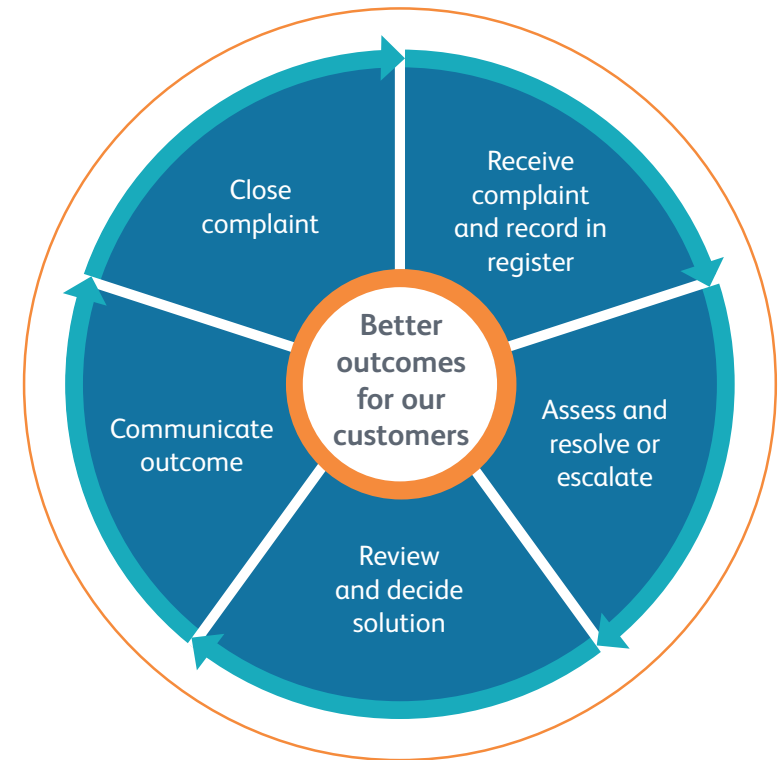 Receive
complaint
and record in
register
Assess and
resolve or
escalate
Review
and decide
solution
Communicate
outcome
Close
complaint
Better
outcomes
for our
customers